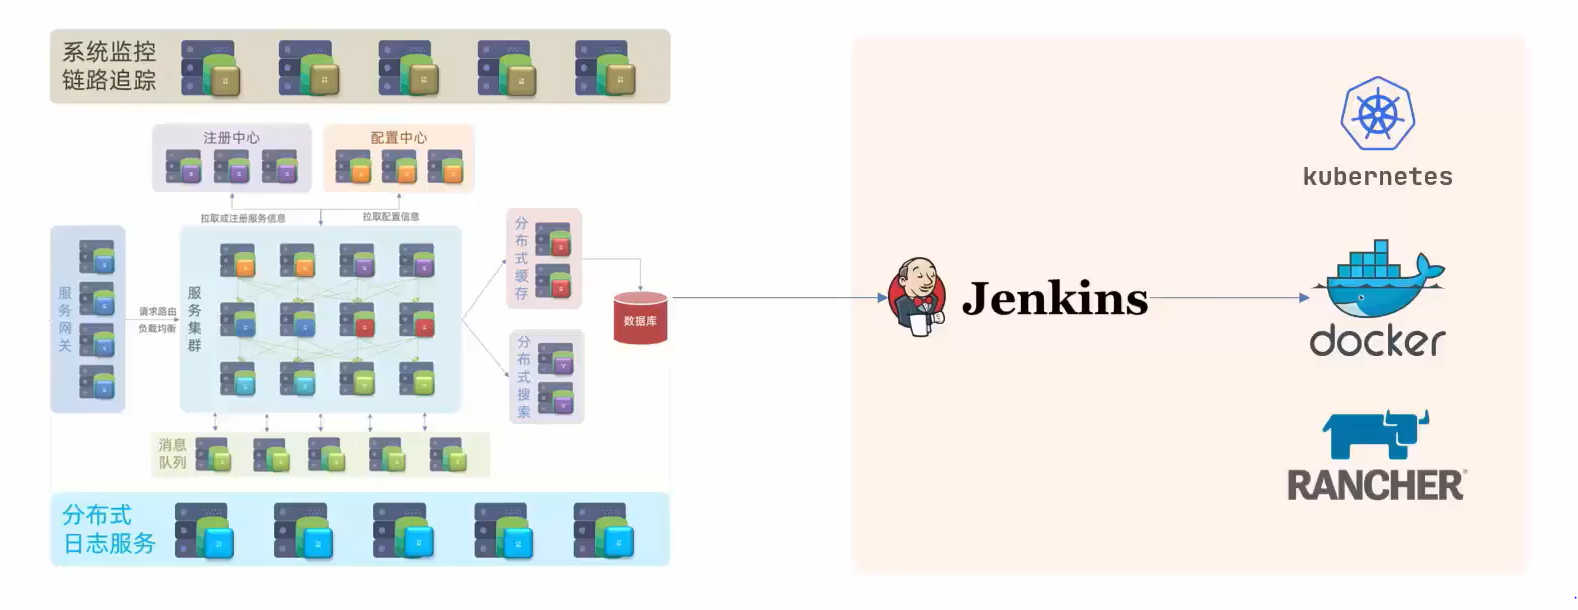 系统监控
链路追踪
注册中心
配置中心
拉取或注册服务信息
拉取配置信息
服务网关
请求路由
负载均衡
服务集群
分布式缓存
分布式搜索
数据库
消息
队列
分布式
日志服务
Jenkins
kubernetes
docker
RANCHER